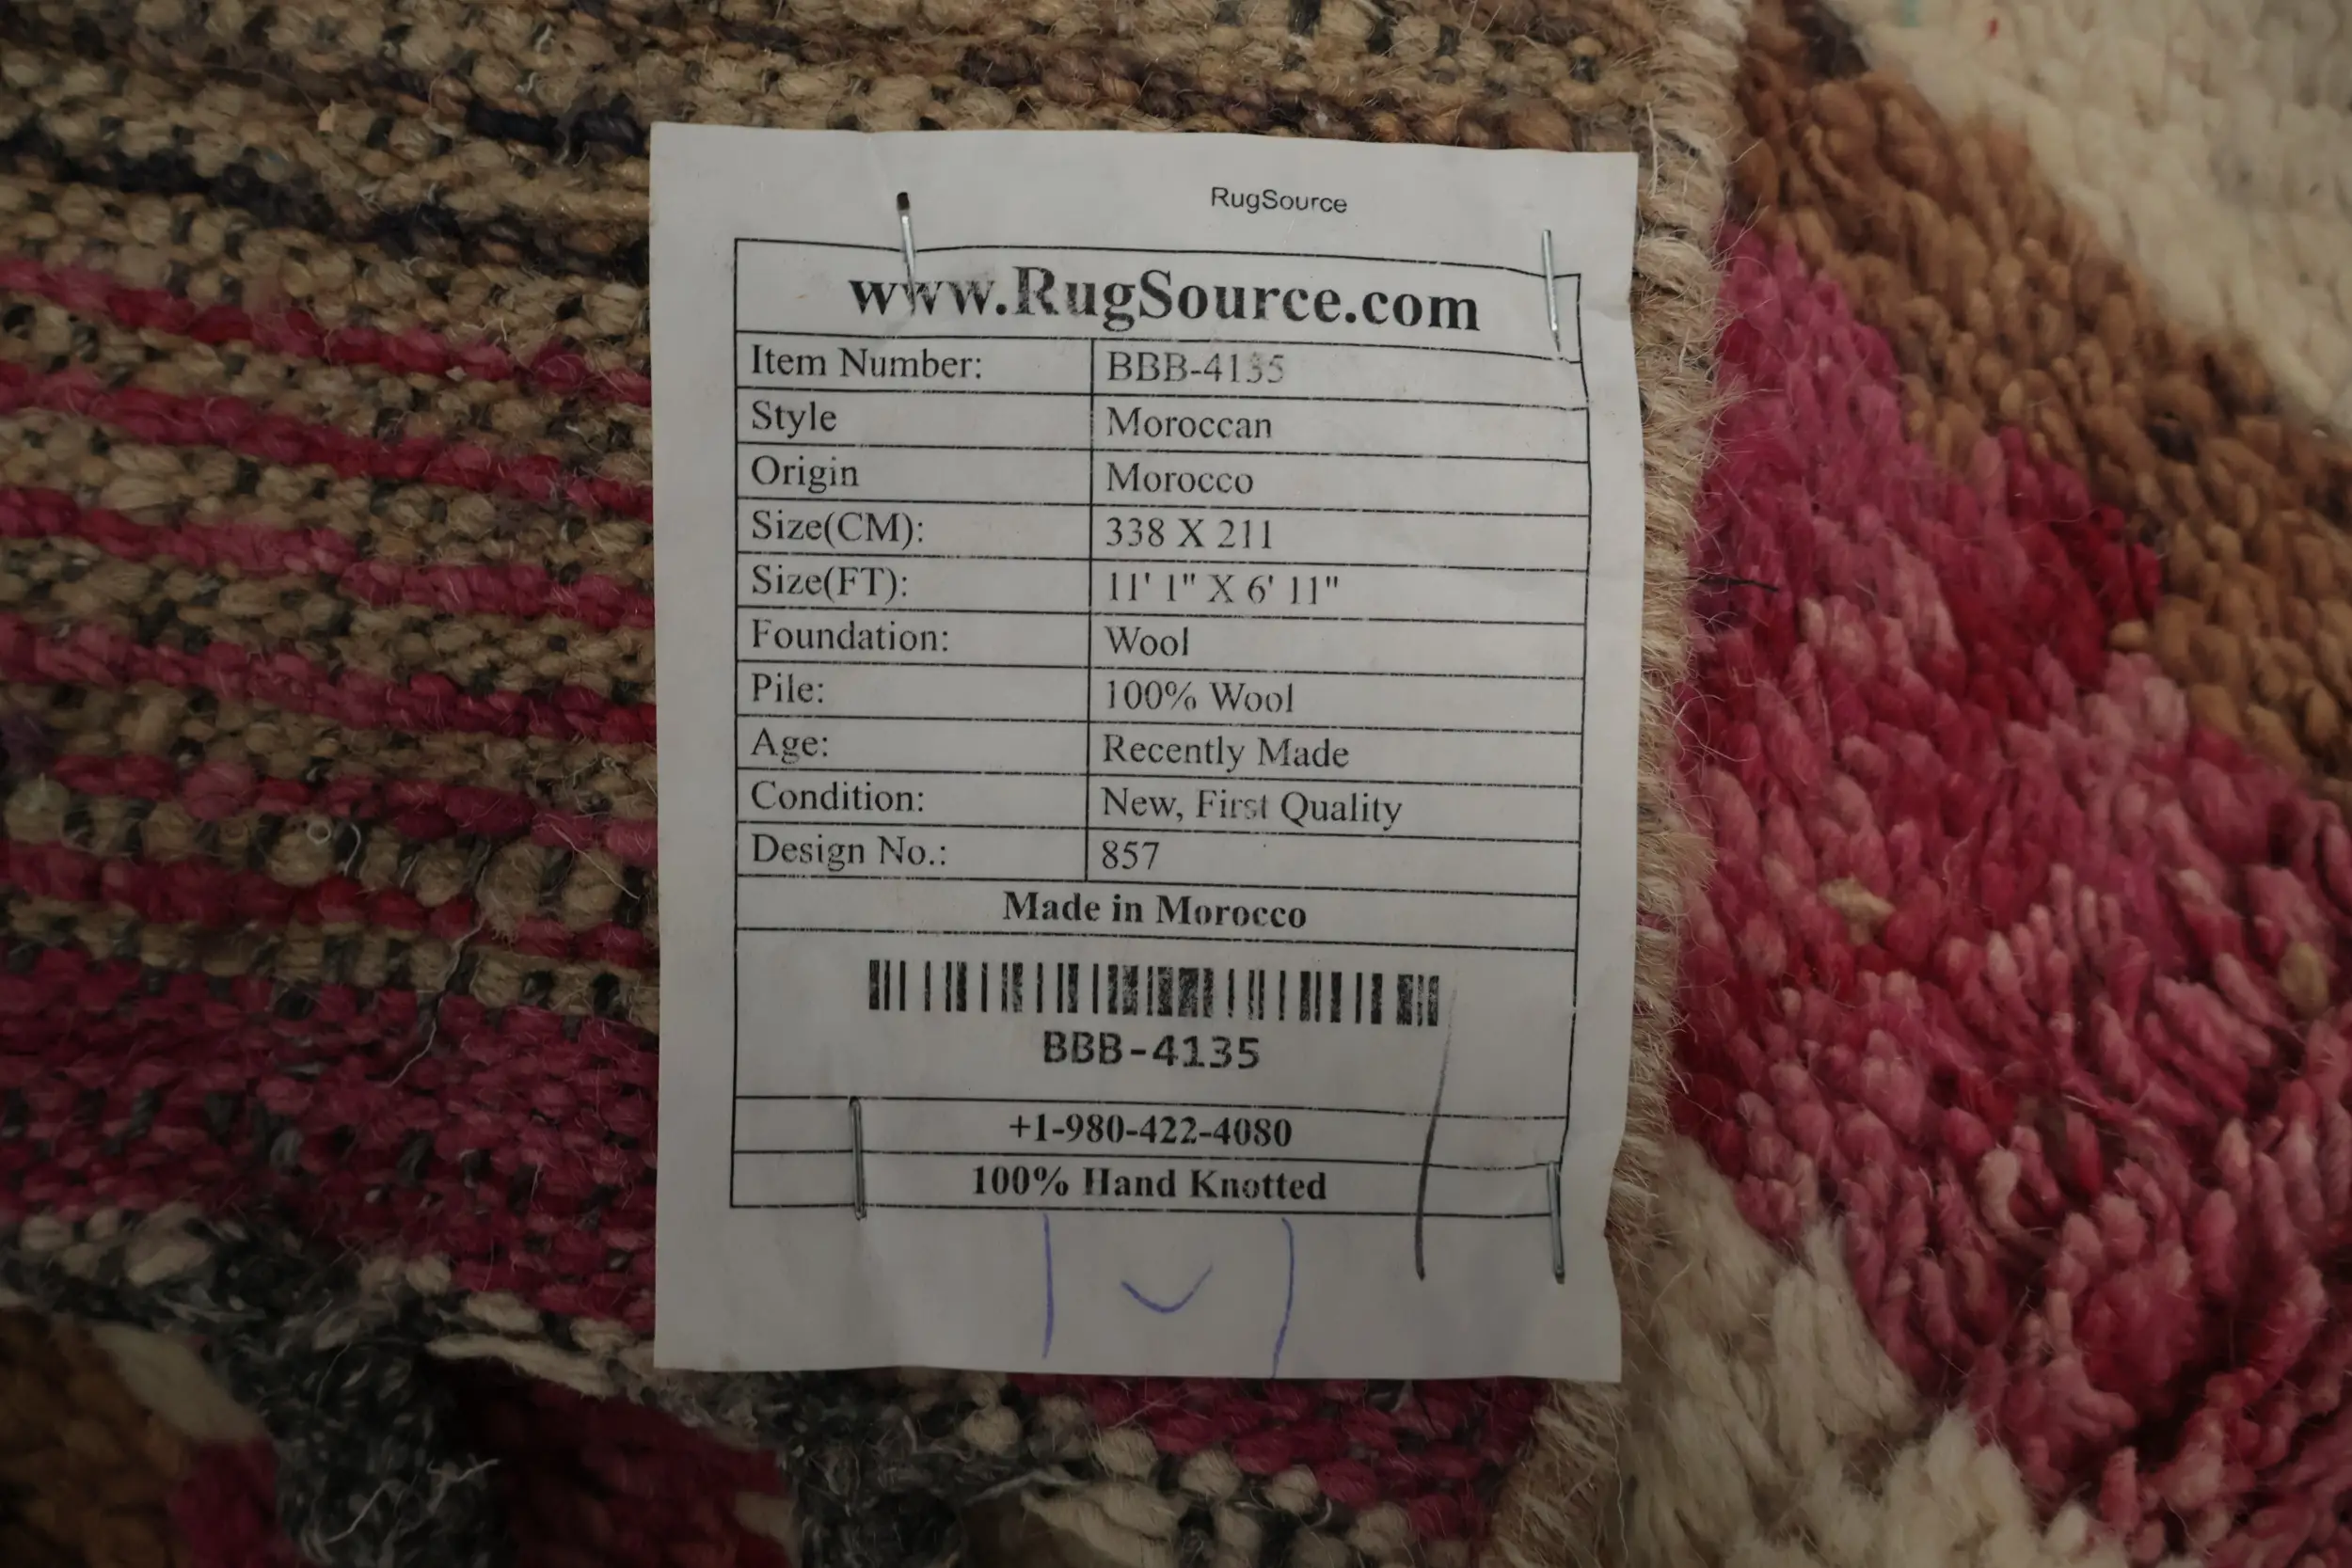 RugSource
www.RugSource.com
Item Number: BBB-4135
Style Moroccan
Origin Morocco
Size(CM): 338 X 211
Size(FT): 11' 1" X 6' 11"
Foundation: Wool
Pile: 100% Wool
Age: Recently Made
Condition: New, First Quality
Design No.: 857
Made in Morocco
BBB-4135
+1-980-422-4080
100% Hand Knotted